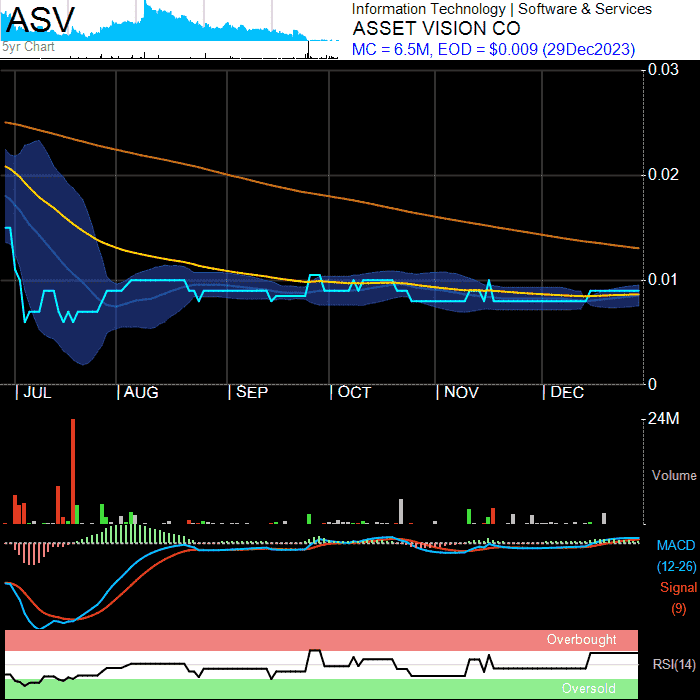 ASV
5yr Chart
Information Technology | Software & Services
ASSET VISION CO
MC = 6.5M, EOD = $0.009 (29Dec2023)
0.03
0.02
0.01
0
JUL AUG SEP OCT NOV DEC
24M
Volume
MACD
(12-26)
Signal
(9)
Overbought
RSI(14)
Oversold